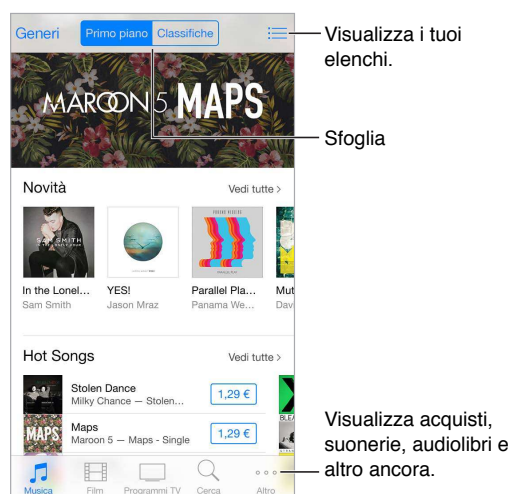 Generi Primo piano Classifiche
Visualizza i tuoi
elenchi.
MAROON 5 MAPS
Sfoglia
Novità Vedi tutte >
SAM SMITH
In the Lonel... YES! Parallel Pla... Mut
Sam Smith Jason Mraz Panama We... Davi
Hot Songs Vedi tutte >
Stolen Dance
Milky Chance — Stolen...
1,29 €
MAPS
Maps
Maroon 5 — Maps - Single
1,29 €
Visualizza acquisti,
suonerie, audiolibri e
altro ancora.
Musica Film Programmi TV Cerca Altro